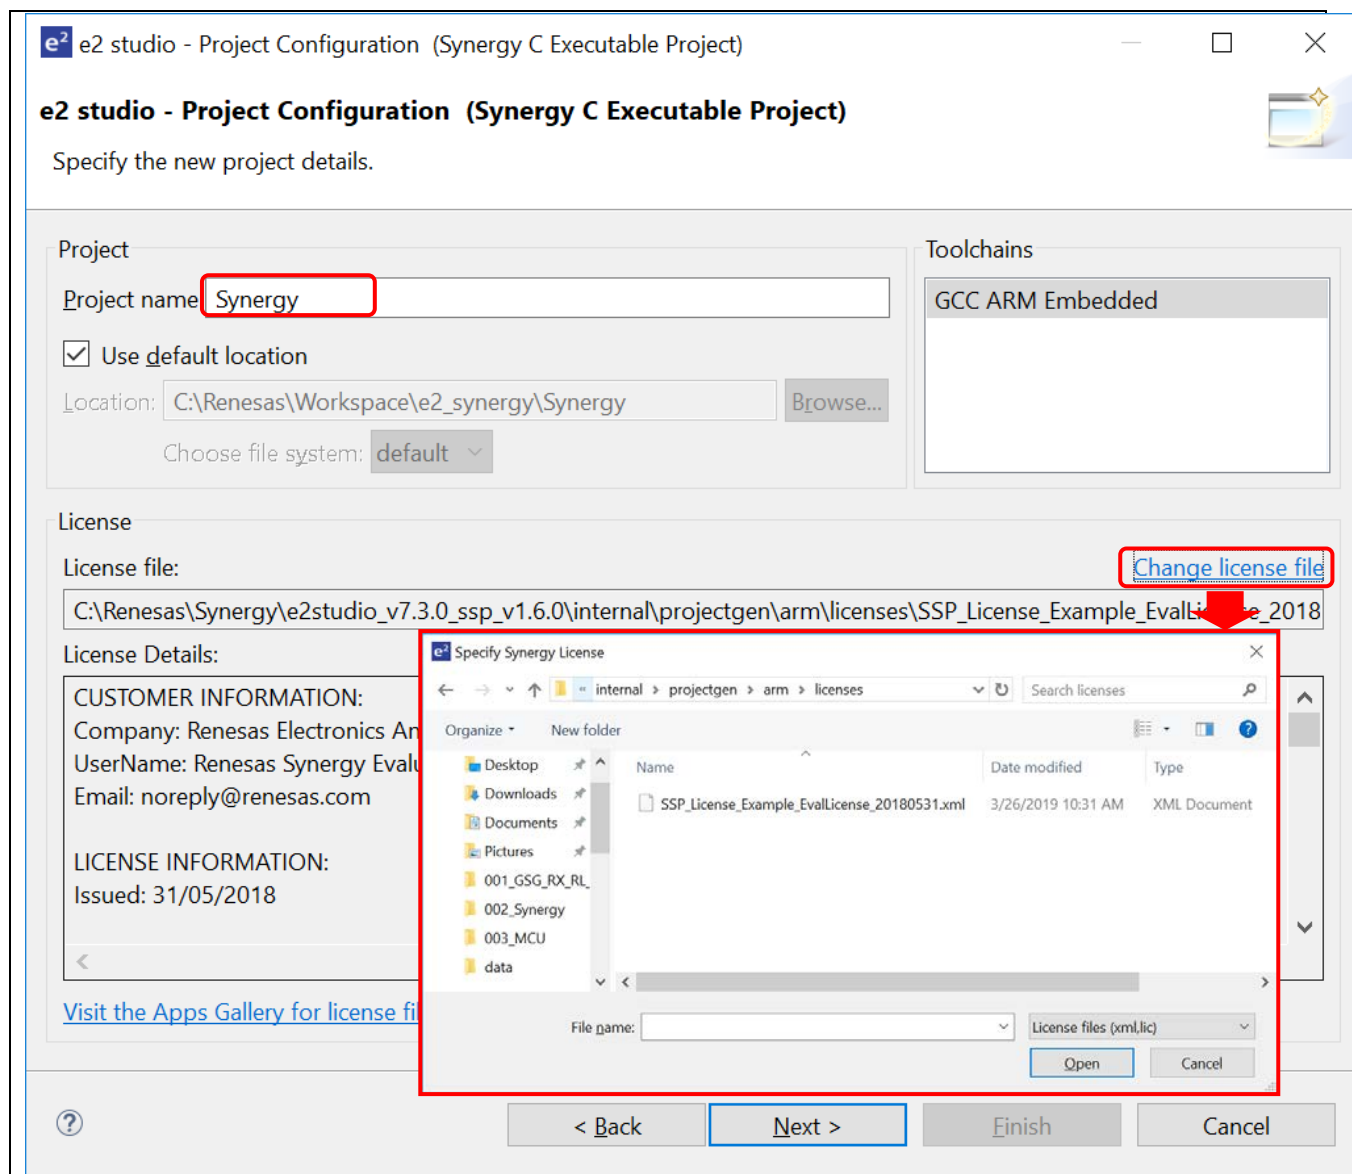 e2 studio - Project Configuration (Synergy C Executable Project)
e2 studio - Project Configuration (Synergy C Executable Project)
Specify the new project details.
Project
Project name Synergy
Use default location
Location: C:\Renesas\Workspace\e2_synergy\Synergy Browse...
Choose file system: default
Toolchains
GCC ARM Embedded
License
License file: Change license file
C:\Renesas\Synergy\e2studio_v7.3.0_ssp_v1.6.0\internal\projectgen\arm\licenses\SSP_License_Example_EvalLi e_2018
License Details:
CUSTOMER INFORMATION:
Company: Renesas Electronics Am
UserName: Renesas Synergy Evalu
Email: noreply@renesas.com
LICENSE INFORMATION:
Issued: 31/05/2018
Visit the Apps Gallery for license fil
e2 Specify Synergy License
« internal > projectgen > arm > licenses Search licenses
Organize New folder
Desktop
Downloads
Documents
Pictures
001_GSG_RX_RL_
002_Synergy
003_MCU
data
Name Date modified Type
SSP_License_Example_EvalLicense_20180531.xml 3/26/2019 10:31 AM XML Document
File name: License files (xml,lic)
Open Cancel
? < Back Next > Finish Cancel